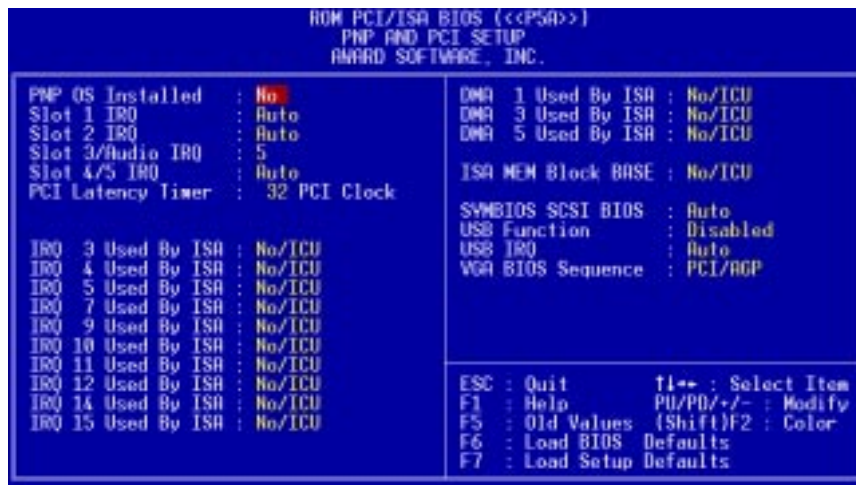 ROM PCI/ISA BIOS (<<P5A>>)
PNP AND PCI SETUP
AWARD SOFTWARE, INC.
PNP OS Installed : No
Slot 1 IRQ : Auto
Slot 2 IRQ : Auto
Slot 3/Audio IRQ : 5
Slot 4/5 IRQ : Auto
PCI Latency Timer : 32 PCI Clock
IRQ 3 Used By ISA : No/ICU
IRQ 4 Used By ISA : No/ICU
IRQ 5 Used By ISA : No/ICU
IRQ 7 Used By ISA : No/ICU
IRQ 9 Used By ISA : No/ICU
IRQ 10 Used By ISA : No/ICU
IRQ 11 Used By ISA : No/ICU
IRQ 12 Used By ISA : No/ICU
IRQ 14 Used By ISA : No/ICU
IRQ 15 Used By ISA : No/ICU
DMA 1 Used By ISA : No/ICU
DMA 3 Used By ISA : No/ICU
DMA 5 Used By ISA : No/ICU
ISA MEM Block BASE : No/ICU
SYMBIOS SCSI BIOS : Auto
USB Function : Disabled
USB IRQ : Auto
VGA BIOS Sequence : PCI/AGP
ESC : Quit ↑↓→← : Select Item
F1 : Help PU/PD/+/- : Modify
F5 : Old Values (Shift)F2 : Color
F6 : Load BIOS Defaults
F7 : Load Setup Defaults